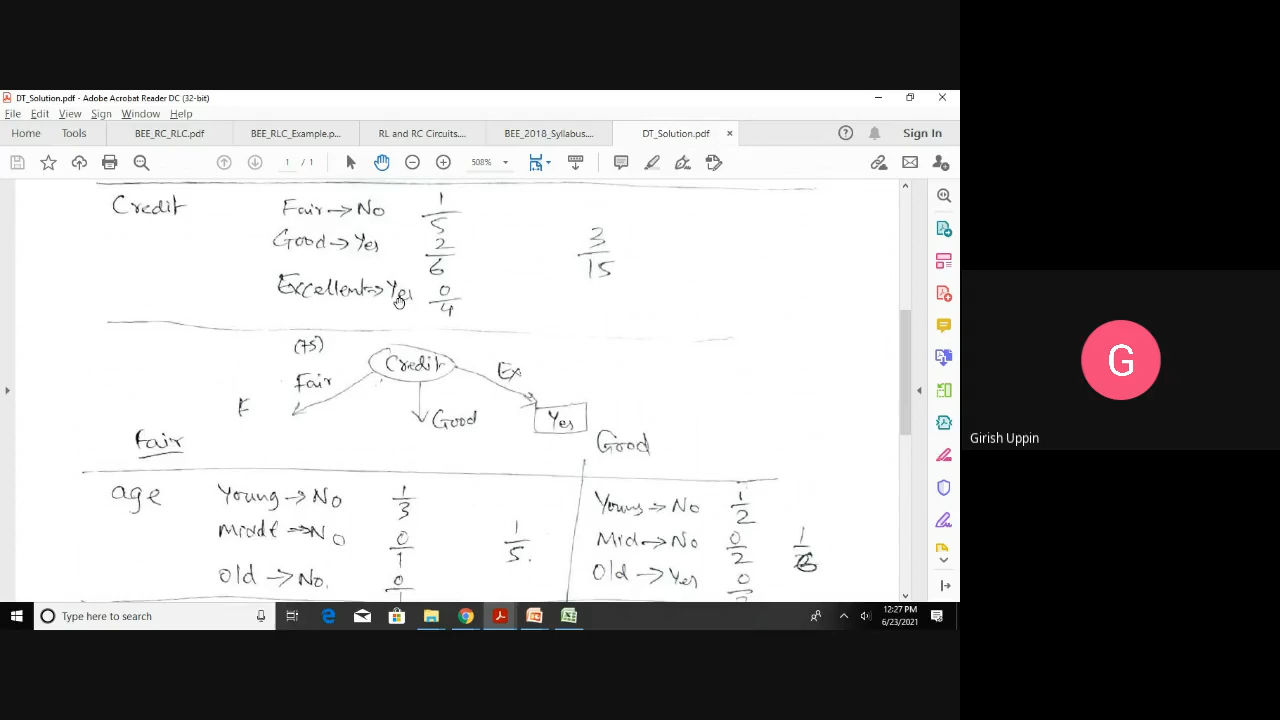 DT_Solution.pdf - Adobe Acrobat Reader DC (32-bit)
File Edit View Sign Window Help
Home Tools BEE_RC_RLC.pdf BEE_RLC_Example.p... RL and RC Circuits.... BEE_2018_Syllabus.... DT_Solution.pdf × Sign In
1 / 1 508%
Credit Fair → No 1/5
Good → Yes 2/6 3/15
Excellent → Yes 0/4
(75)
Credit
Fair Ex
F Good Yes
Fair Good
age Young → No 1/3 Young → No 1/2
Middle → No 0/1 1/5. Mid → No 0/2
Old → No. 0/1 Old → Yes 0/
G
Girish Uppin
Type here to search
12:27 PM
6/23/2021